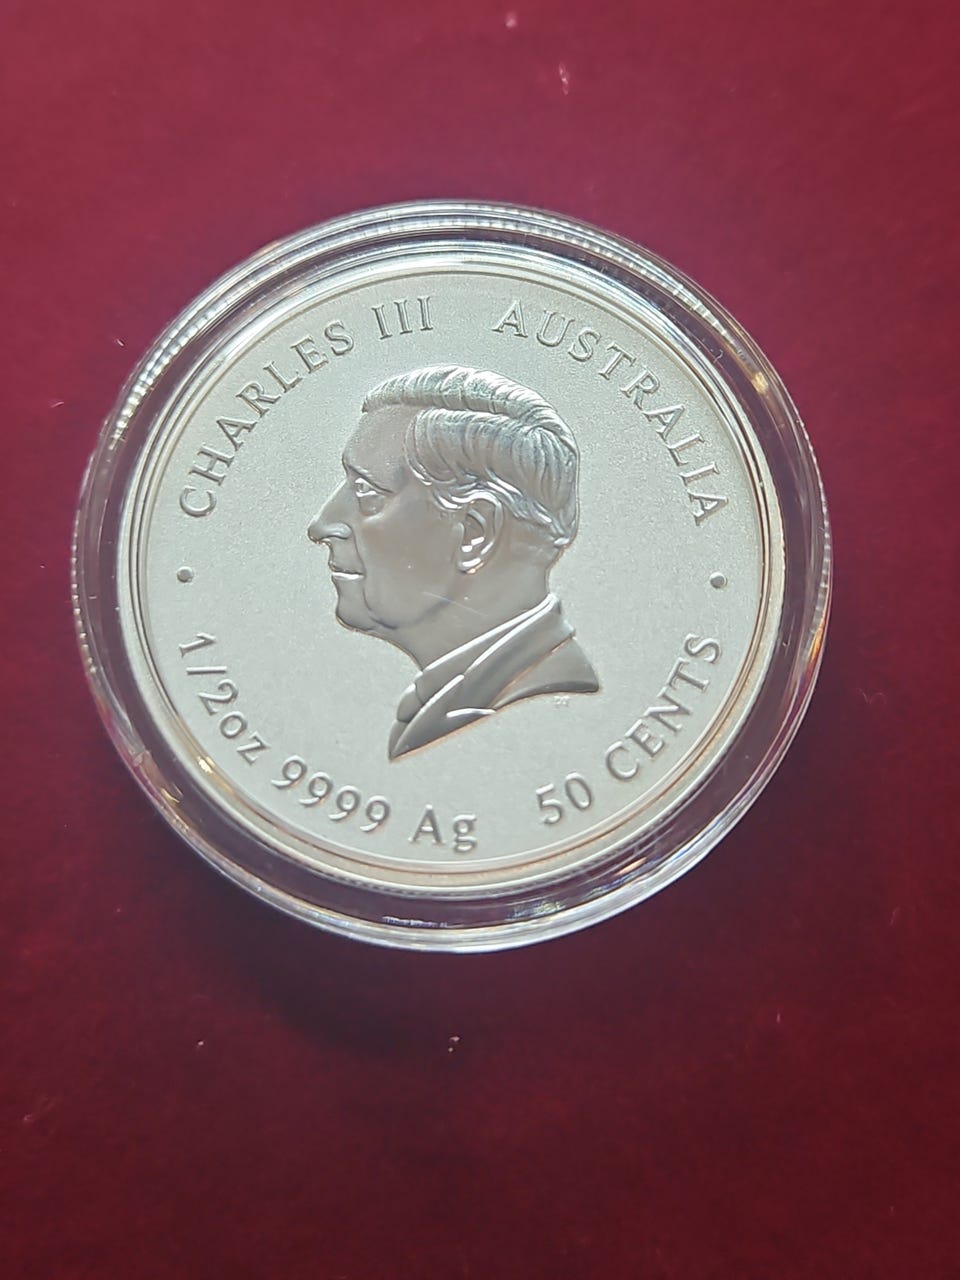 CHARLES III AUSTRALIA
1/2oz 9999 Ag 50 CENTS